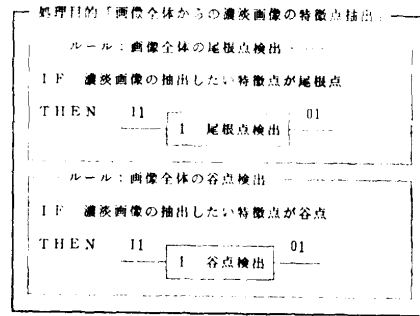 処理目的「画像全体からの濃淡画像の特徴点抽出」
ルール：画像全体の尾根点検出
ＩＦ　濃淡画像の抽出したい特徴点が尾根点
ＴＨＥＮ　I1　1　尾根点検出　O1
ルール：画像全体の谷点検出
ＩＦ　濃淡画像の抽出したい特徴点が谷点
ＴＨＥＮ　I1　1　谷点検出　O1